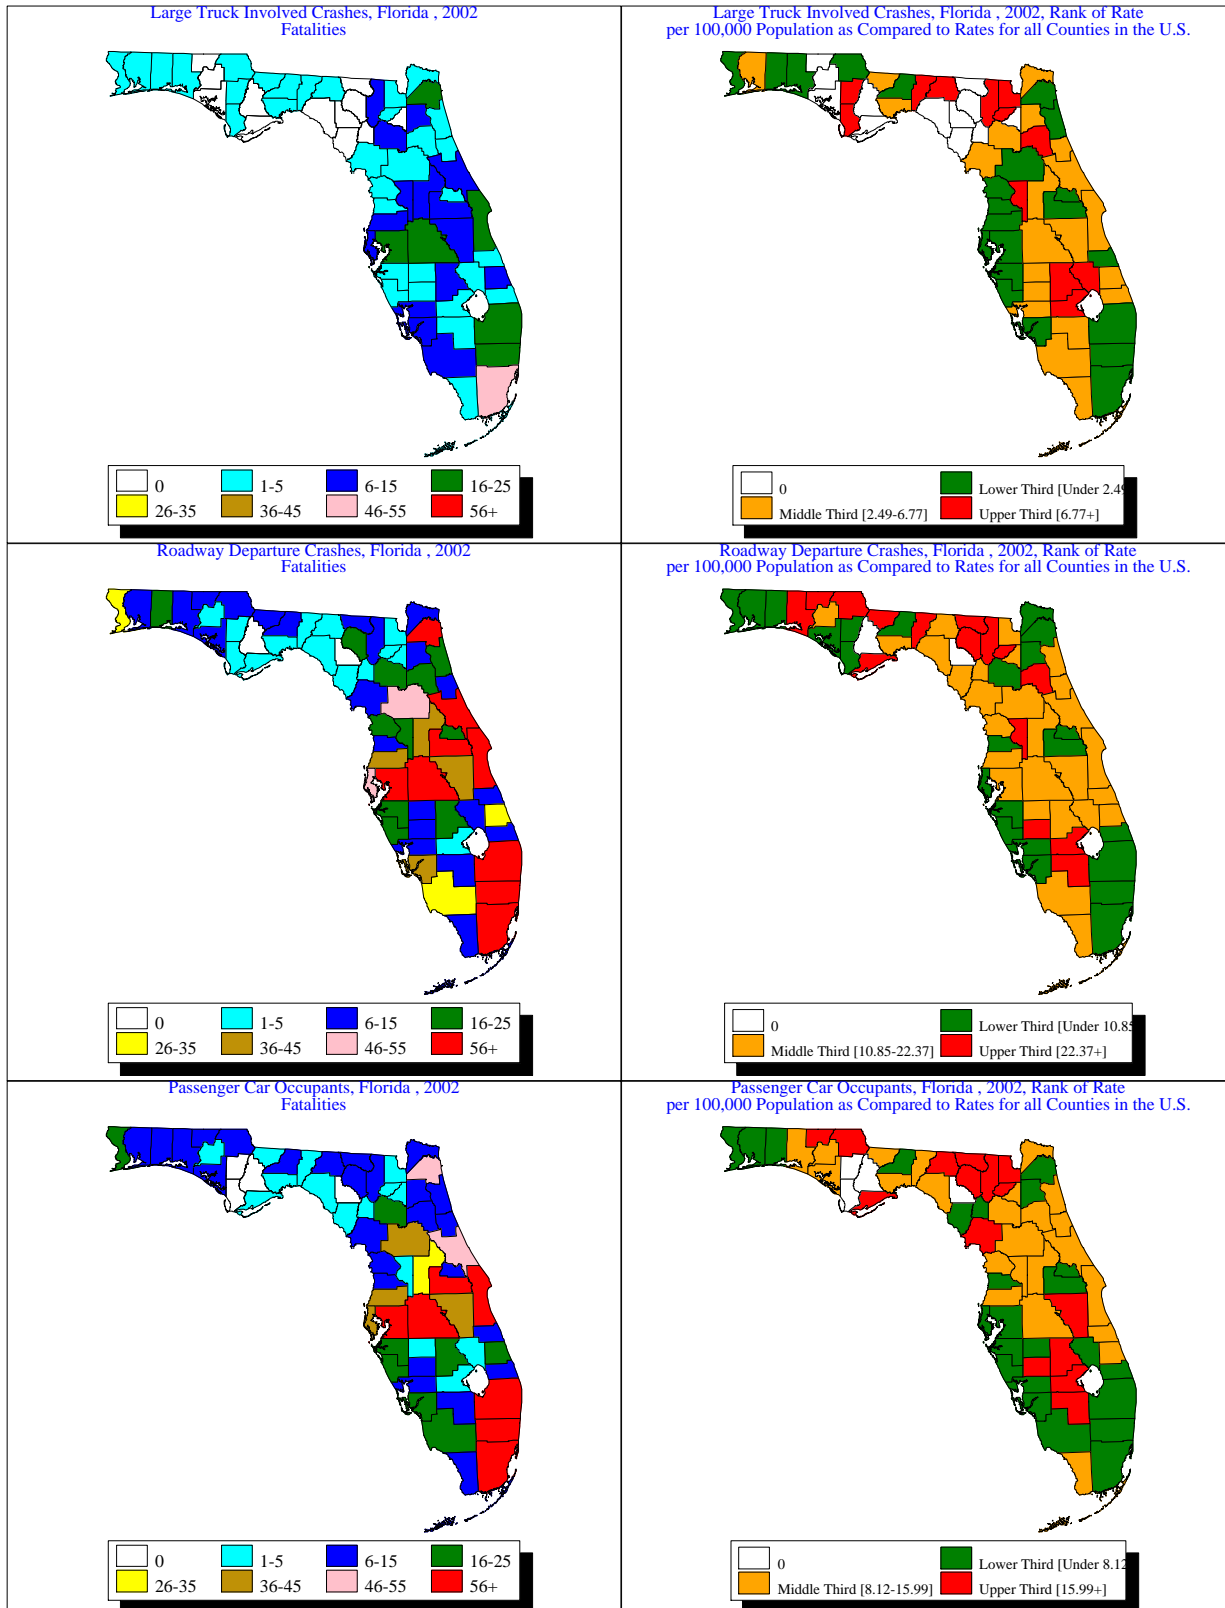 Large Truck Involved Crashes, Florida , 2002
Fatalities
0
1-5
6-15
16-25
26-35
36-45
46-55
56+
Large Truck Involved Crashes, Florida , 2002, Rank of Rate
per 100,000 Population as Compared to Rates for all Counties in the U.S.
0
Lower Third [Under 2.49
Middle Third [2.49-6.77]
Upper Third [6.77+]
Roadway Departure Crashes, Florida , 2002
Fatalities
0
1-5
6-15
16-25
26-35
36-45
46-55
56+
Roadway Departure Crashes, Florida , 2002, Rank of Rate
per 100,000 Population as Compared to Rates for all Counties in the U.S.
0
Lower Third [Under 10.85
Middle Third [10.85-22.37]
Upper Third [22.37+]
Passenger Car Occupants, Florida , 2002
Fatalities
0
1-5
6-15
16-25
26-35
36-45
46-55
56+
Passenger Car Occupants, Florida , 2002, Rank of Rate
per 100,000 Population as Compared to Rates for all Counties in the U.S.
0
Lower Third [Under 8.12
Middle Third [8.12-15.99]
Upper Third [15.99+]